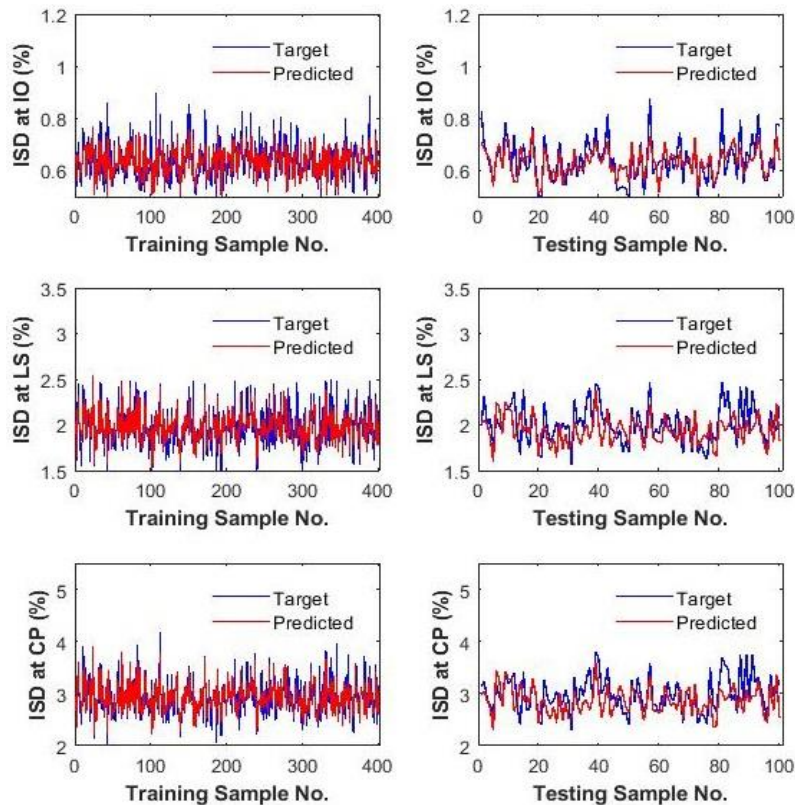 1.2
1
0.8
0.6
ISD at IO (%)
Target
Predicted
0
100
200
300
400
Training Sample No.
1.2
1
0.8
0.6
ISD at IO (%)
Target
Predicted
0
20
40
60
80
100
Testing Sample No.
3.5
3
2.5
2
1.5
ISD at LS (%)
Target
Predicted
0
100
200
300
400
Training Sample No.
3.5
3
2.5
2
1.5
ISD at LS (%)
Target
Predicted
0
20
40
60
80
100
Testing Sample No.
5
4
3
2
ISD at CP (%)
Target
Predicted
0
100
200
300
400
Training Sample No.
5
4
3
2
ISD at CP (%)
Target
Predicted
0
20
40
60
80
100
Testing Sample No.